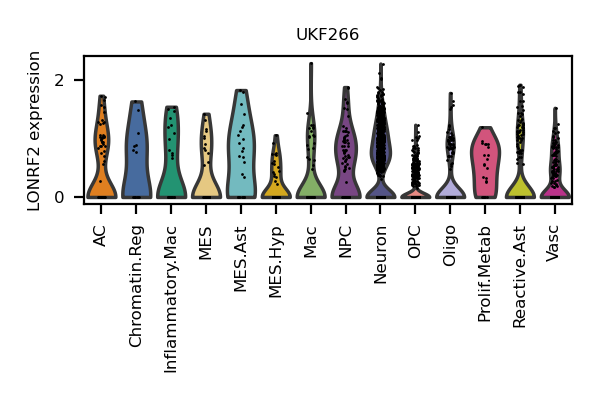 UKF266
LONRF2 expression
2
0
AC
Chromatin.Reg
Inflammatory.Mac
MES
MES.Ast
MES.Hyp
Mac
NPC
Neuron
OPC
Oligo
Prolif.Metab
Reactive.Ast
Vasc